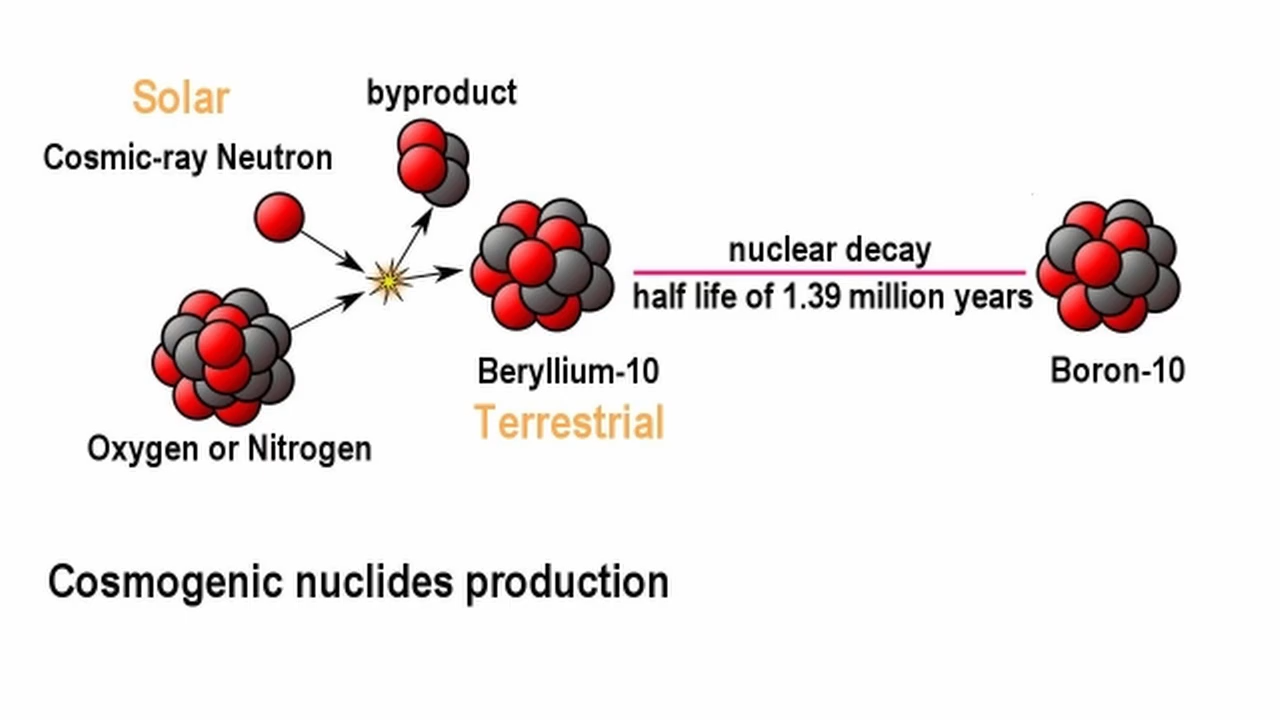 Solar
byproduct
Cosmic-ray Neutron
nuclear decay
half life of 1.39 million years
Beryllium-10
Boron-10
Terrestrial
Oxygen or Nitrogen
Cosmogenic nuclides production